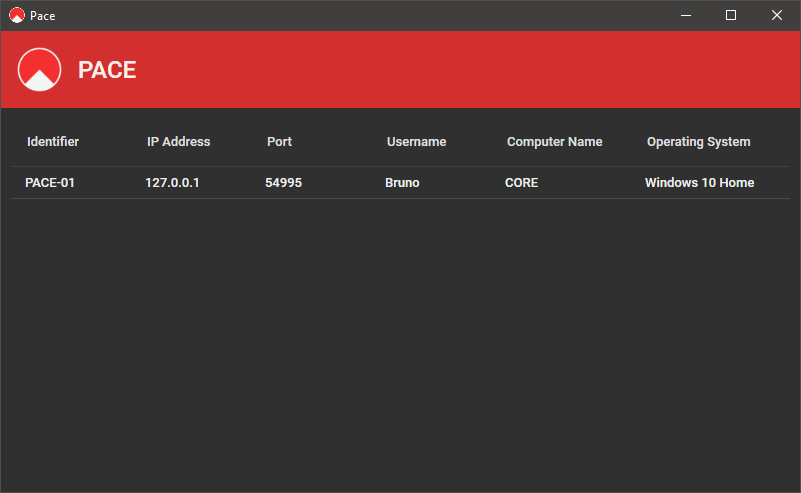 Pace
PACE
Identifier IP Address Port Username Computer Name Operating System
PACE-01 127.0.0.1 54995 Bruno CORE Windows 10 Home